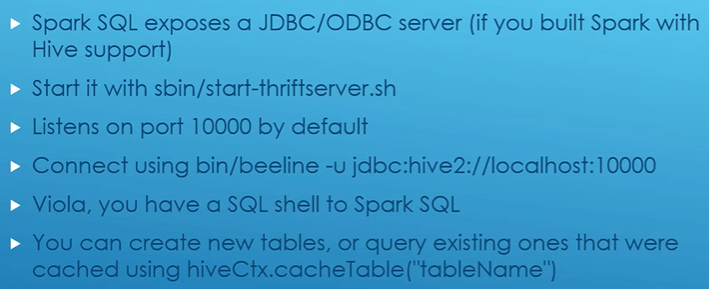 Spark SQL exposes a JDBC/ODBC server (if you built Spark with
Hive support)
Start it with sbin/start-thriftserver.sh
Listens on port 10000 by default
Connect using bin/beeline -u jdbc:hive2://localhost:10000
Viola, you have a SQL shell to Spark SQL
You can create new tables, or query existing ones that were
cached using hiveCtx.cacheTable("tableName")